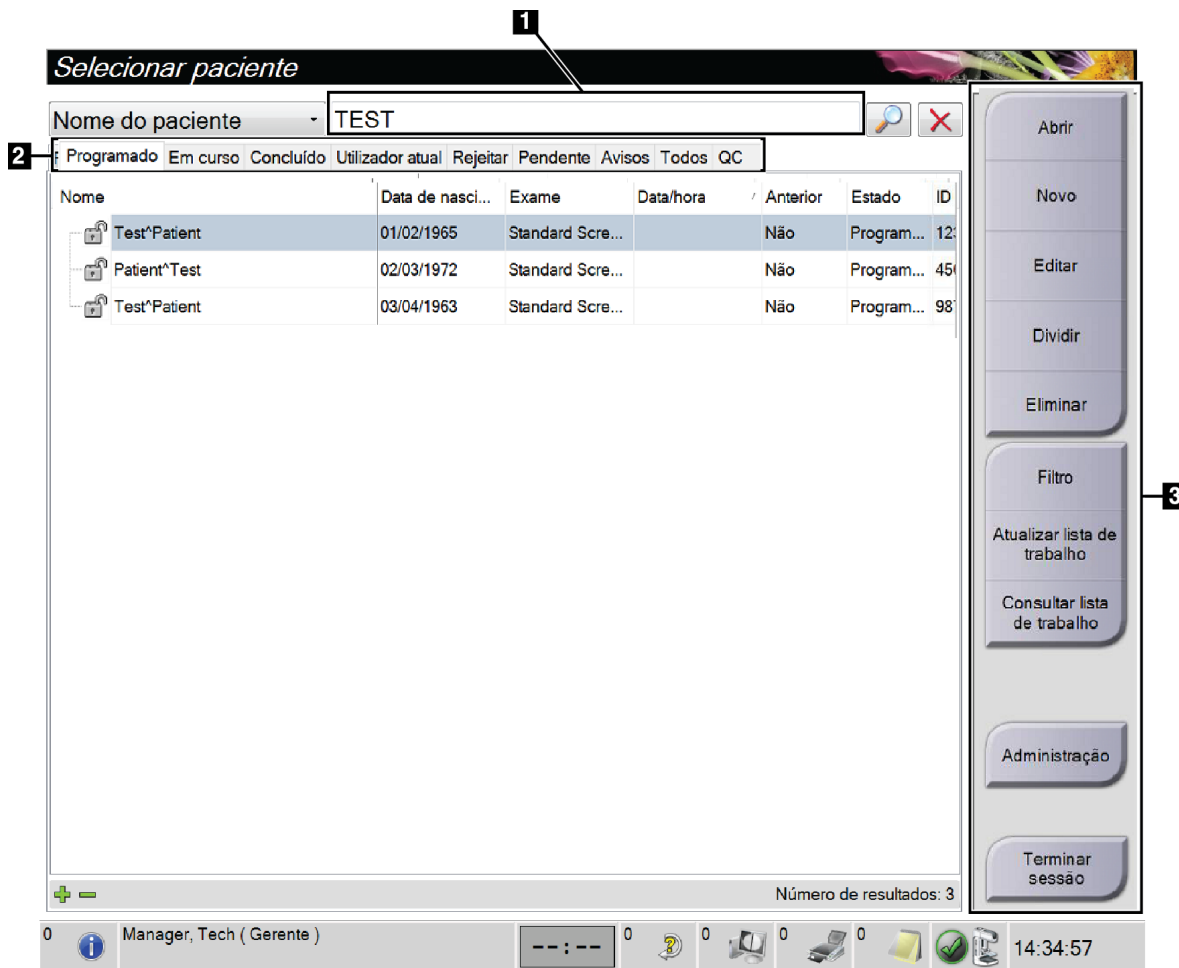 1
Selecionar paciente
Nome do paciente TEST
2
Programado Em curso Concluído Utilizador atual Rejeitar Pendente Avisos Todos QC
Nome Data de nasci... Exame Data/hora Anterior Estado ID
Test^Patient 01/02/1965 Standard Scre... Não Program...
Patient^Test 02/03/1972 Standard Scre... Não Program...
Test^Patient 03/04/1963 Standard Scre... Não Program...
Número de resultados: 3
Abrir
Novo
Editar
Dividir
Eliminar
Filtro
Atualizar lista de
trabalho
Consultar lista
de trabalho
Administração
Terminar
sessão
3
0 Manager, Tech ( Gerente ) --:-- 0 0 0 0 14:34:57